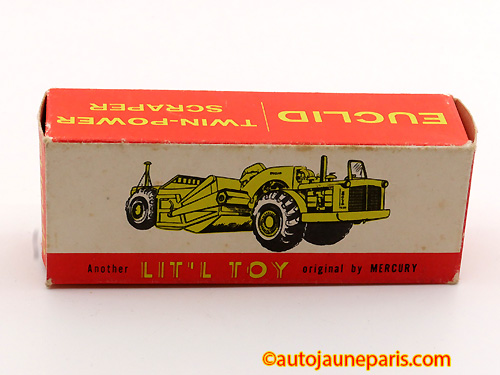 EUCLID | TWIN-POWER
SCRAPER
Another LIT'L TOY original by MERCURY
©autojauneparis.com